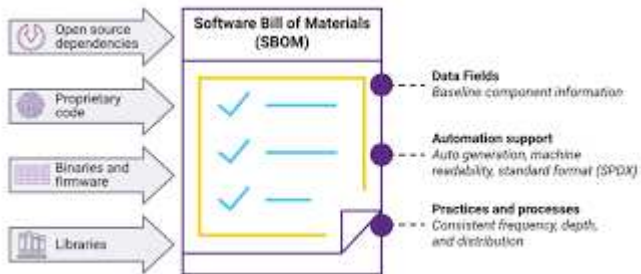 Open source
dependencies
Proprietary
code
Binaries and
firmware
Libraries
Software Bill of Materials
(SBOM)
Data Fields
Baseline component information
Automation support
Auto generation, machine
readability, standard format (SPDX)
Practices and processes
Consistent frequency, depth,
and distribution